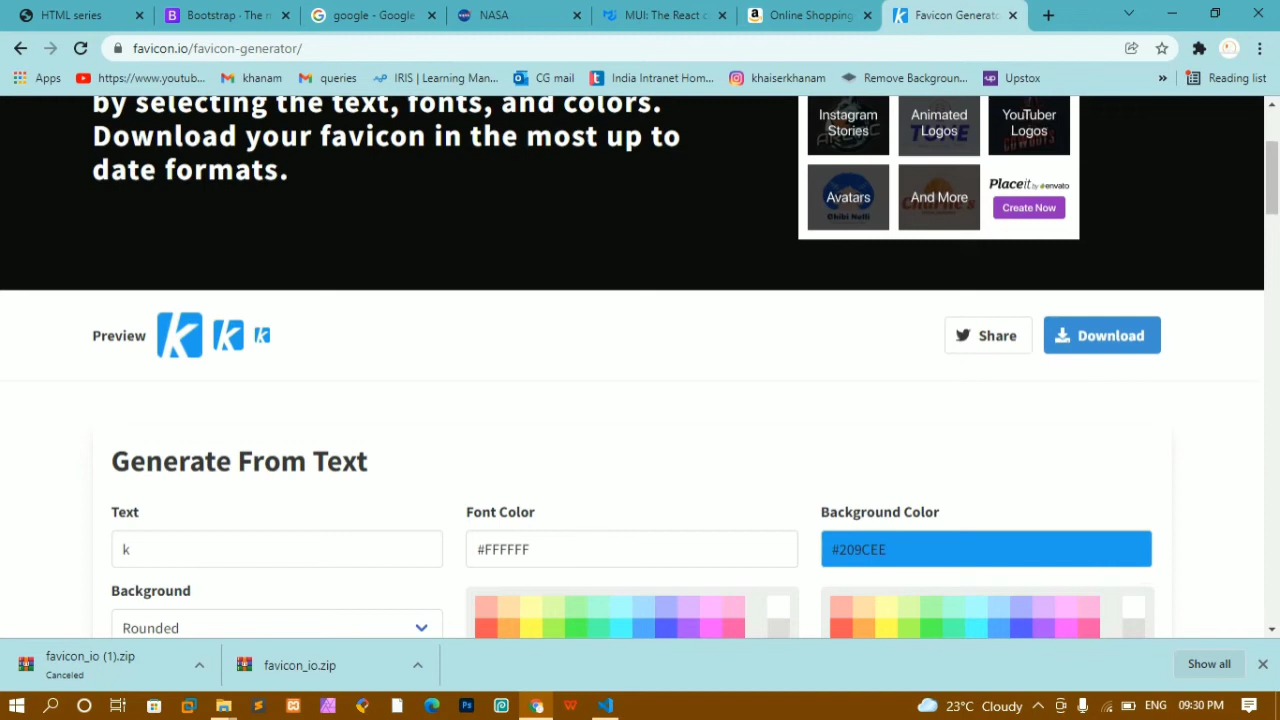 HTML series
Bootstrap - The n
google - Google
NASA
MUI: The React c
Online Shopping
Favicon Generato
favicon.io/favicon-generator/
Apps
https://www.youtub...
khanam
queries
IRIS | Learning Man...
CG mail
India Intranet Hom...
khaiserkhanam
Remove Backgroun...
Upstox
»
Reading list
by selecting the text, fonts, and colors.
Download your favicon in the most up to
date formats.
Instagram
Stories
Animated
Logos
YouTuber
Logos
Avatars
Chibi Nelli
And More
Placeit by envato
Create Now
Preview
k
k
k
Share
Download
Generate From Text
Text
Font Color
Background Color
k
#FFFFFF
#209CEE
Background
Rounded
favicon_io (1).zip
Canceled
favicon_io.zip
Show all
23°C Cloudy
ENG
09:30 PM